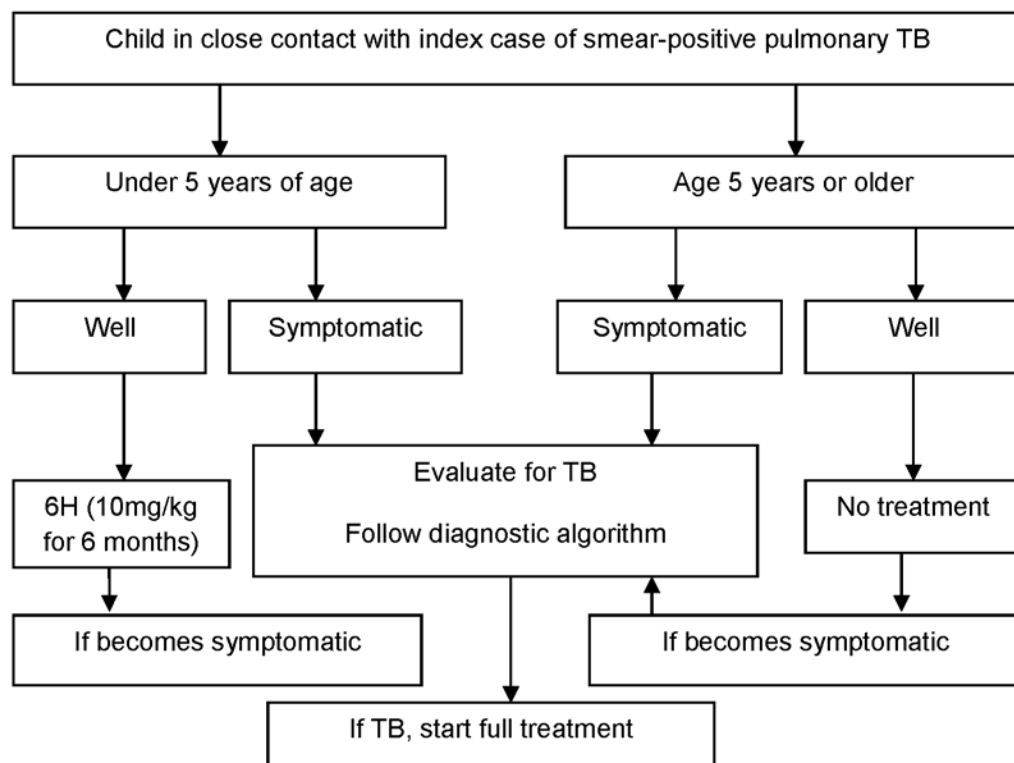 Child in close contact with index case of smear-positive pulmonary TB
Under 5 years of age
Age 5 years or older
Well
Symptomatic
Symptomatic
Well
Evaluate for TB
Follow diagnostic algorithm
6H (10mg/kg
for 6 months)
No treatment
If becomes symptomatic
If becomes symptomatic
If TB, start full treatment